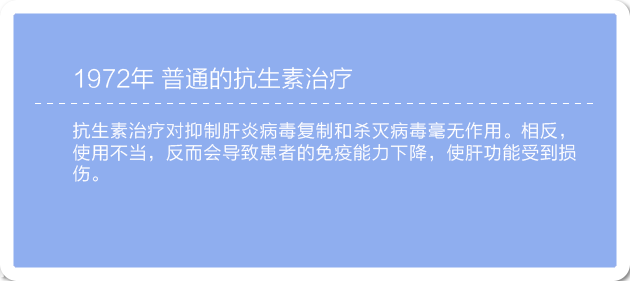 1972年 普通的抗生素治疗
抗生素治疗对抑制肝炎病毒复制和杀灭病毒毫无作用。相反，
使用不当，反而会导致患者的免疫能力下降，使肝功能受到损
伤。